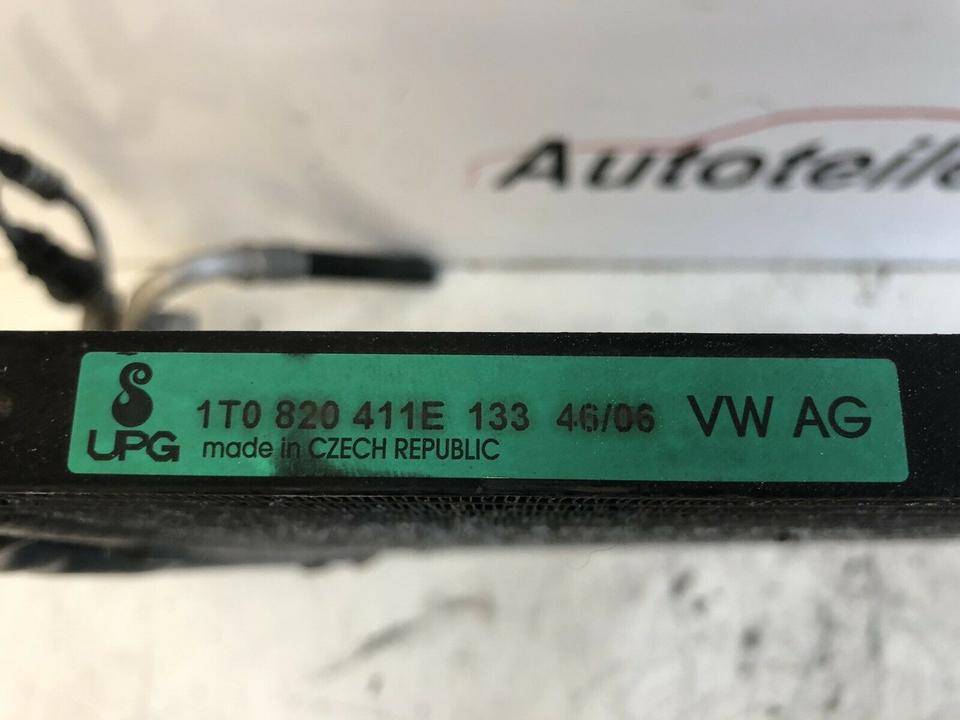 Autoteile
1T0 820 411E 133 46/06 VW AG
UPG made in CZECH REPUBLIC